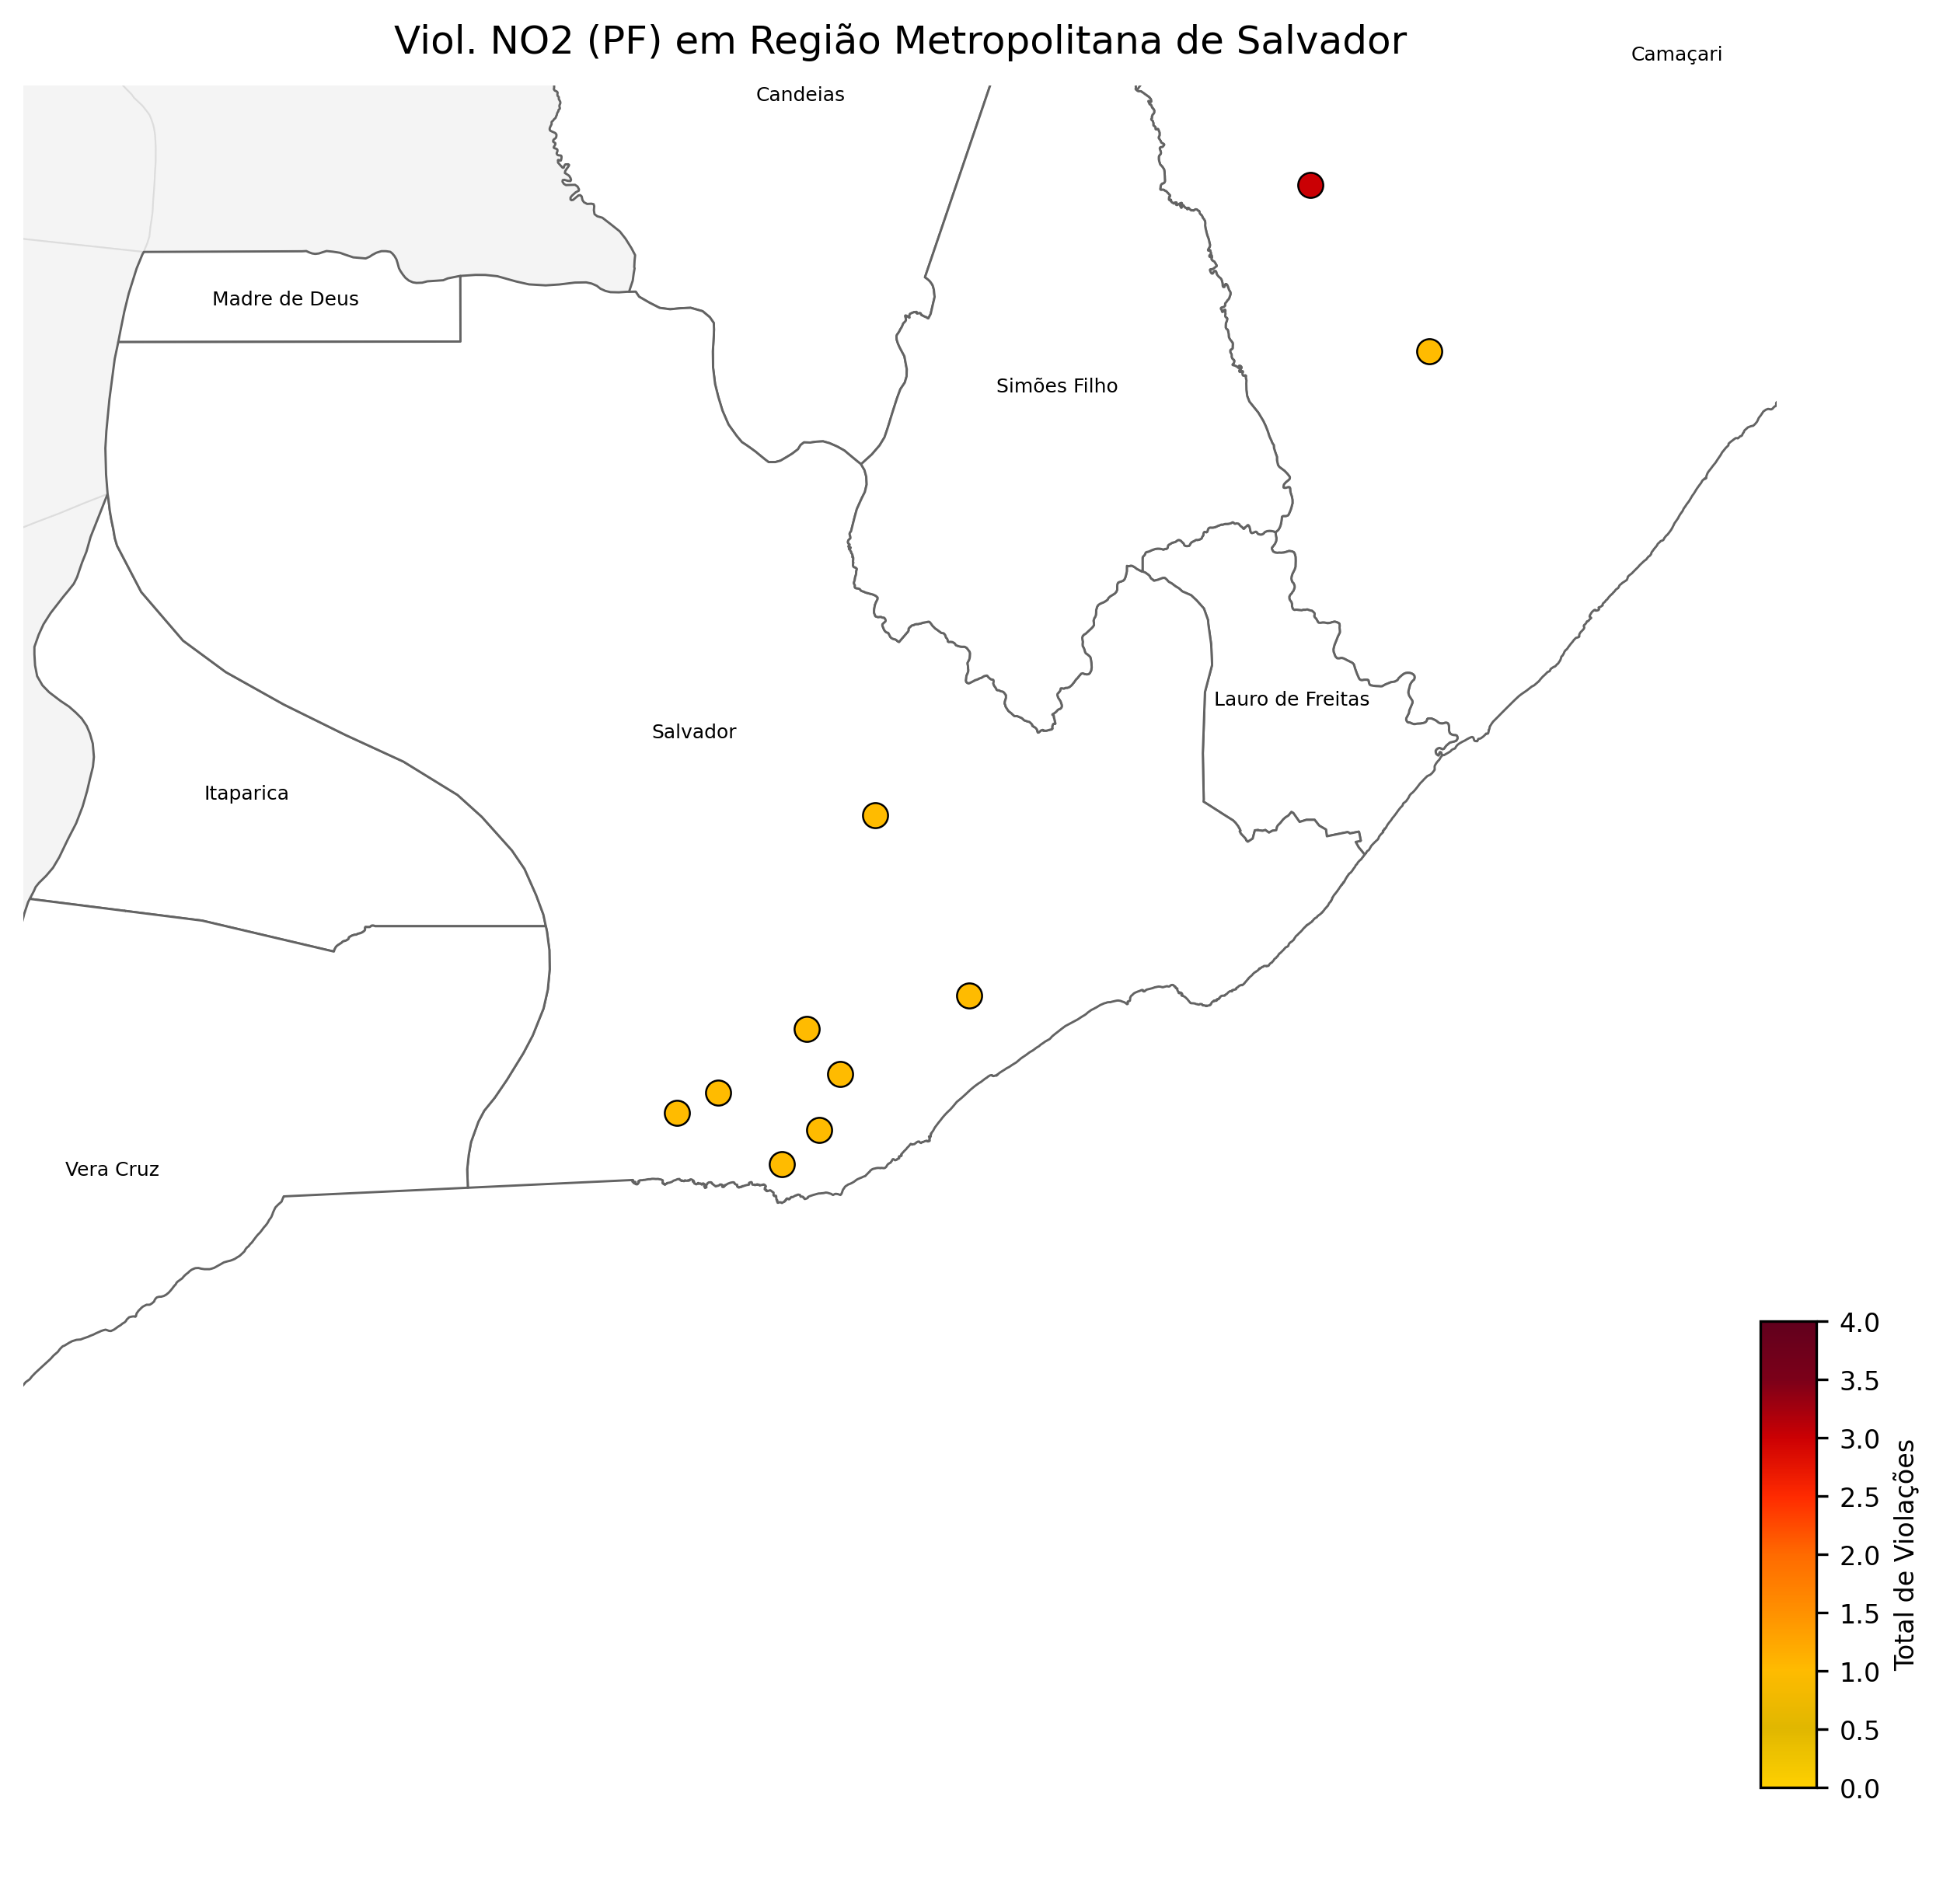 Viol. NO2 (PF) em Região Metropolitana de Salvador
Camaçari
Candeias
Madre de Deus
Simões Filho
Lauro de Freitas
Salvador
Itaparica
Vera Cruz
4.0
3.5
3.0
2.5
2.0
1.5
1.0
0.5
0.0
Total de Violações